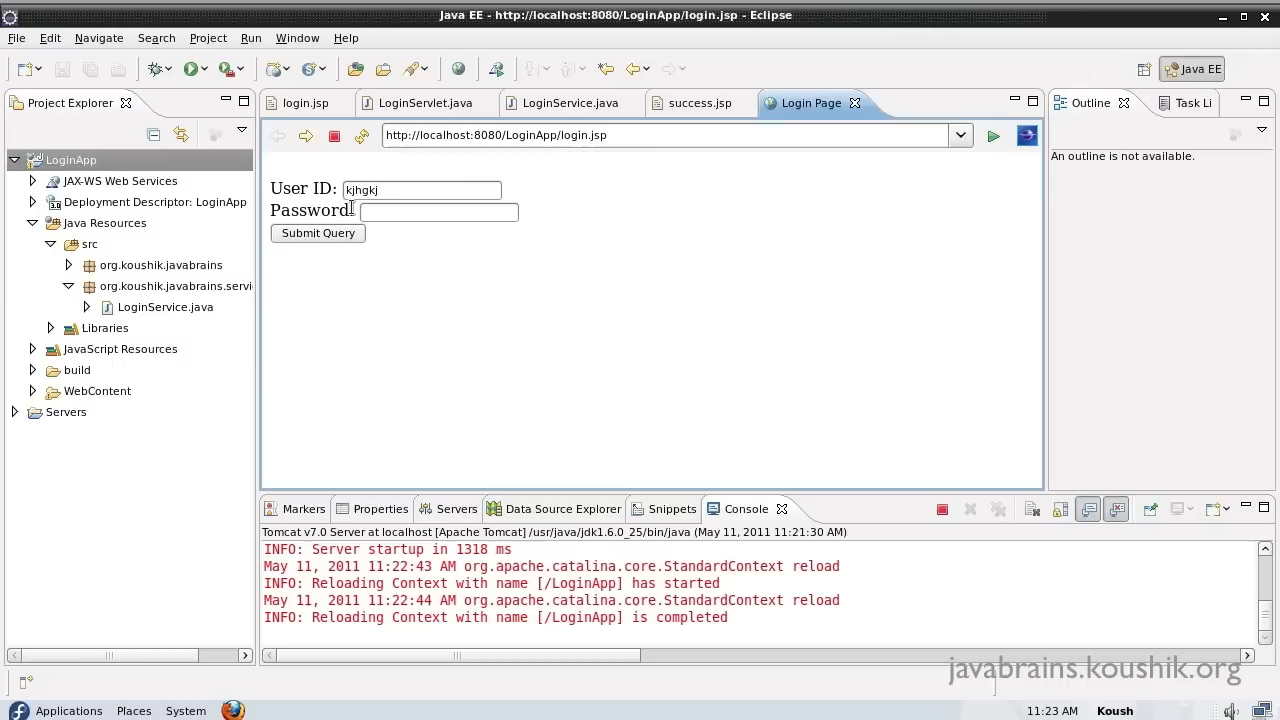 Java EE - http://localhost:8080/LoginApp/login.jsp - Eclipse
File Edit Navigate Search Project Run Window Help
Java EE
Project Explorer
login.jsp
LoginServlet.java
LoginService.java
success.jsp
Login Page
Outline
Task Li
http://localhost:8080/LoginApp/login.jsp
An outline is not available.
LoginApp
JAX-WS Web Services
Deployment Descriptor: LoginApp
Java Resources
src
org.koushik.javabrains
org.koushik.javabrains.servi
LoginService.java
Libraries
JavaScript Resources
build
WebContent
Servers
User ID: kjhgkj
Password:
Submit Query
Markers
Properties
Servers
Data Source Explorer
Snippets
Console
Tomcat v7.0 Server at localhost [Apache Tomcat] /usr/java/jdk1.6.0_25/bin/java (May 11, 2011 11:21:30 AM)
INFO: Server startup in 1318 ms
May 11, 2011 11:22:43 AM org.apache.catalina.core.StandardContext reload
INFO: Reloading Context with name [/LoginApp] has started
May 11, 2011 11:22:44 AM org.apache.catalina.core.StandardContext reload
INFO: Reloading Context with name [/LoginApp] is completed
javabrains.koushik.org
Applications Places System
11:23 AM Koush